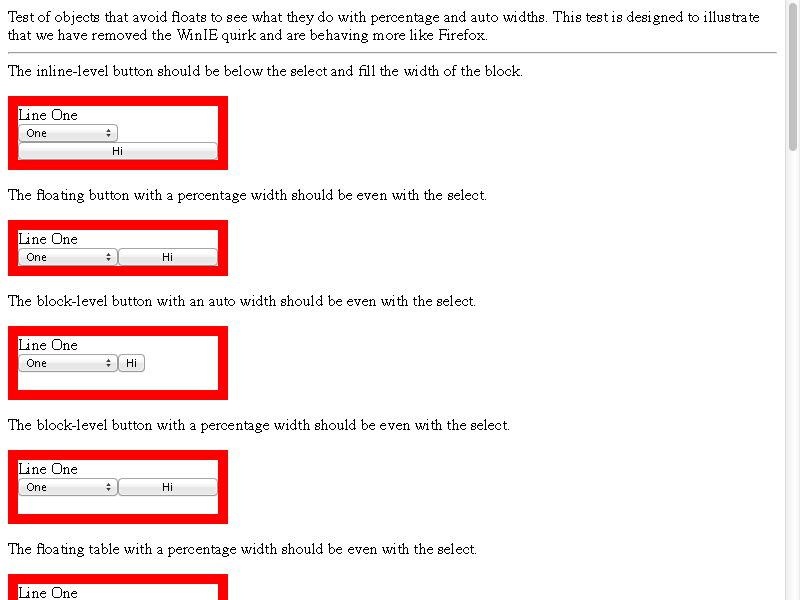 Test of objects that avoid floats to see what they do with percentage and auto widths. This test is designed to illustrate
that we have removed the WinIE quirk and are behaving more like Firefox.
The inline-level button should be below the select and fill the width of the block.
Line One
One
Hi
The floating button with a percentage width should be even with the select.
Line One
One Hi
The block-level button with an auto width should be even with the select.
Line One
One Hi
The block-level button with a percentage width should be even with the select.
Line One
One Hi
The floating table with a percentage width should be even with the select.
Line One